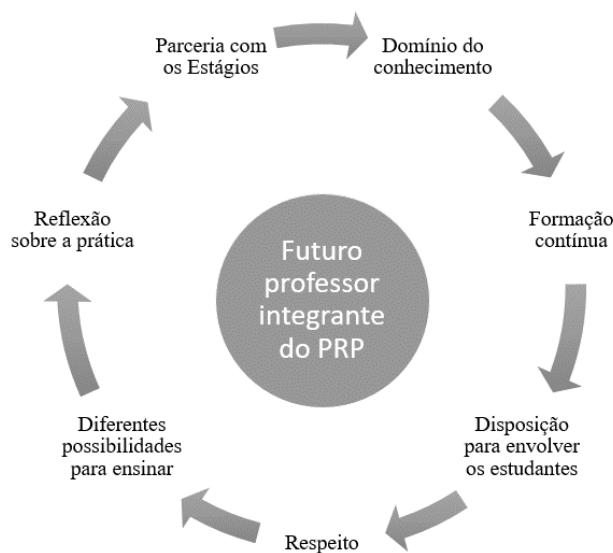 Parceria com
os Estágios
Domínio do
conhecimento
Formação
contínua
Disposição
para envolver
os estudantes
Respeito
Diferentes
possibilidades
para ensinar
Reflexão
sobre a prática
Futuro
professor
integrante
do PRP